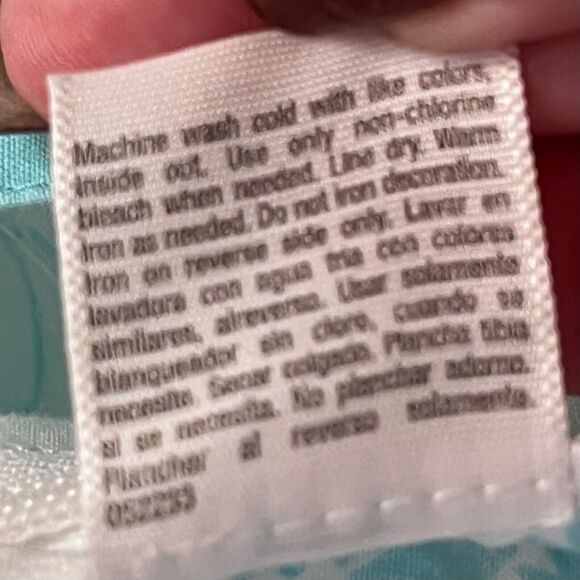 Machine wash cold with like colors,
inside out. Use only non-chlorine
bleach when needed. Line dry. Warm
iron as needed. Do not iron decoration.
Iron on reverse side only. Lavar en
lavadora con agua fria con colores
similares, alreverso. Usar solamente
blanqueador sin cloro, cuando se
necesite. Secar colgado. Plancha tibia
si se necesita. No planchar adorno.
Planchar al reverso solamente.